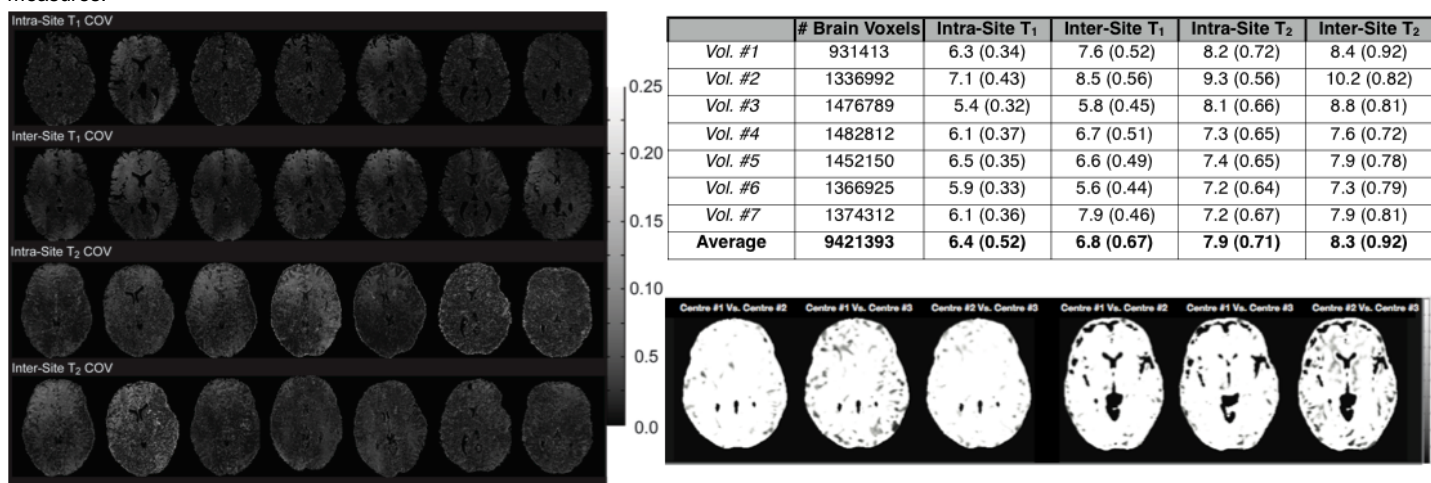 measures.
Intra-Site T₁ COV
Inter-Site T₁ COV
Intra-Site T₂ COV
Inter-Site T₂ COV
0.25
0.20
0.15
0.10
0.5
0.0
# Brain Voxels Intra-Site T₁ Inter-Site T₁ Intra-Site T₂ Inter-Site T₂
Vol. #1 931413 6.3 (0.34) 7.6 (0.52) 8.2 (0.72) 8.4 (0.92)
Vol. #2 1336992 7.1 (0.43) 8.5 (0.56) 9.3 (0.56) 10.2 (0.82)
Vol. #3 1476789 5.4 (0.32) 5.8 (0.45) 8.1 (0.66) 8.8 (0.81)
Vol. #4 1482812 6.1 (0.37) 6.7 (0.51) 7.3 (0.65) 7.6 (0.72)
Vol. #5 1452150 6.5 (0.35) 6.6 (0.49) 7.4 (0.65) 7.9 (0.78)
Vol. #6 1366925 5.9 (0.33) 5.6 (0.44) 7.2 (0.64) 7.3 (0.79)
Vol. #7 1374312 6.1 (0.36) 7.9 (0.46) 7.2 (0.67) 7.9 (0.81)
Average 9421393 6.4 (0.52) 6.8 (0.67) 7.9 (0.71) 8.3 (0.92)
Centre #1 Vs. Centre #2 Centre #1 Vs. Centre #3 Centre #2 Vs. Centre #3 Centre #1 Vs. Centre #2 Centre #1 Vs. Centre #3 Centre #2 Vs. Centre #3